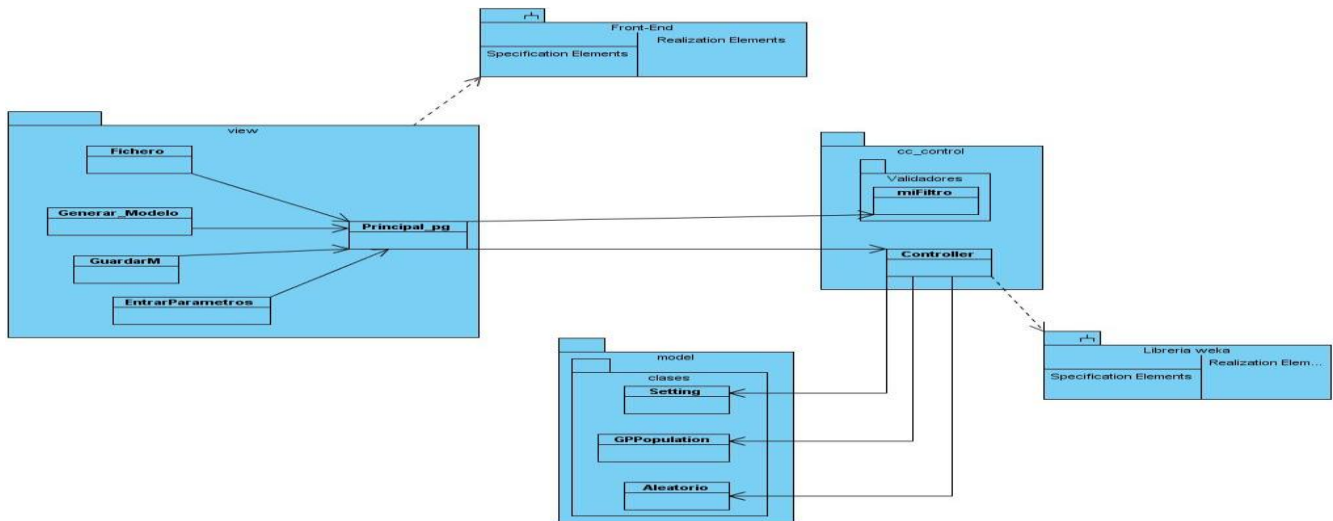 Front-End
Realization Elements
Specification Elements
view
Fichero
Generar_Modelo
Principal_pg
GuardarM
EntrarParametros
cc_control
Validadores
miFiltro
Controller
Libreria weka
Realization Elem...
Specification Elements
model
clases
Setting
GPPopulation
Aleatorio